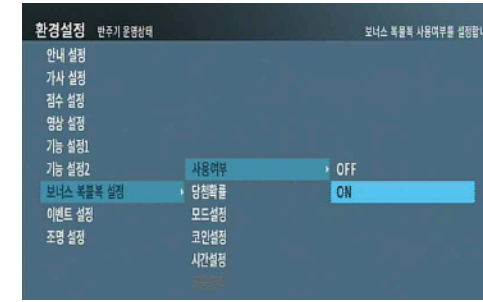 환경설정 반주기 운영상태 보너스 복불복 사용여부를 설정합니
안내 설정
가사 설정
점수 설정
영상 설정
기능 설정1
기능 설정2 사용여부 OFF
보너스 복불복 설정 당첨확률 ON
이벤트 설정 모드설정
조명 설정 코인설정
시간설정